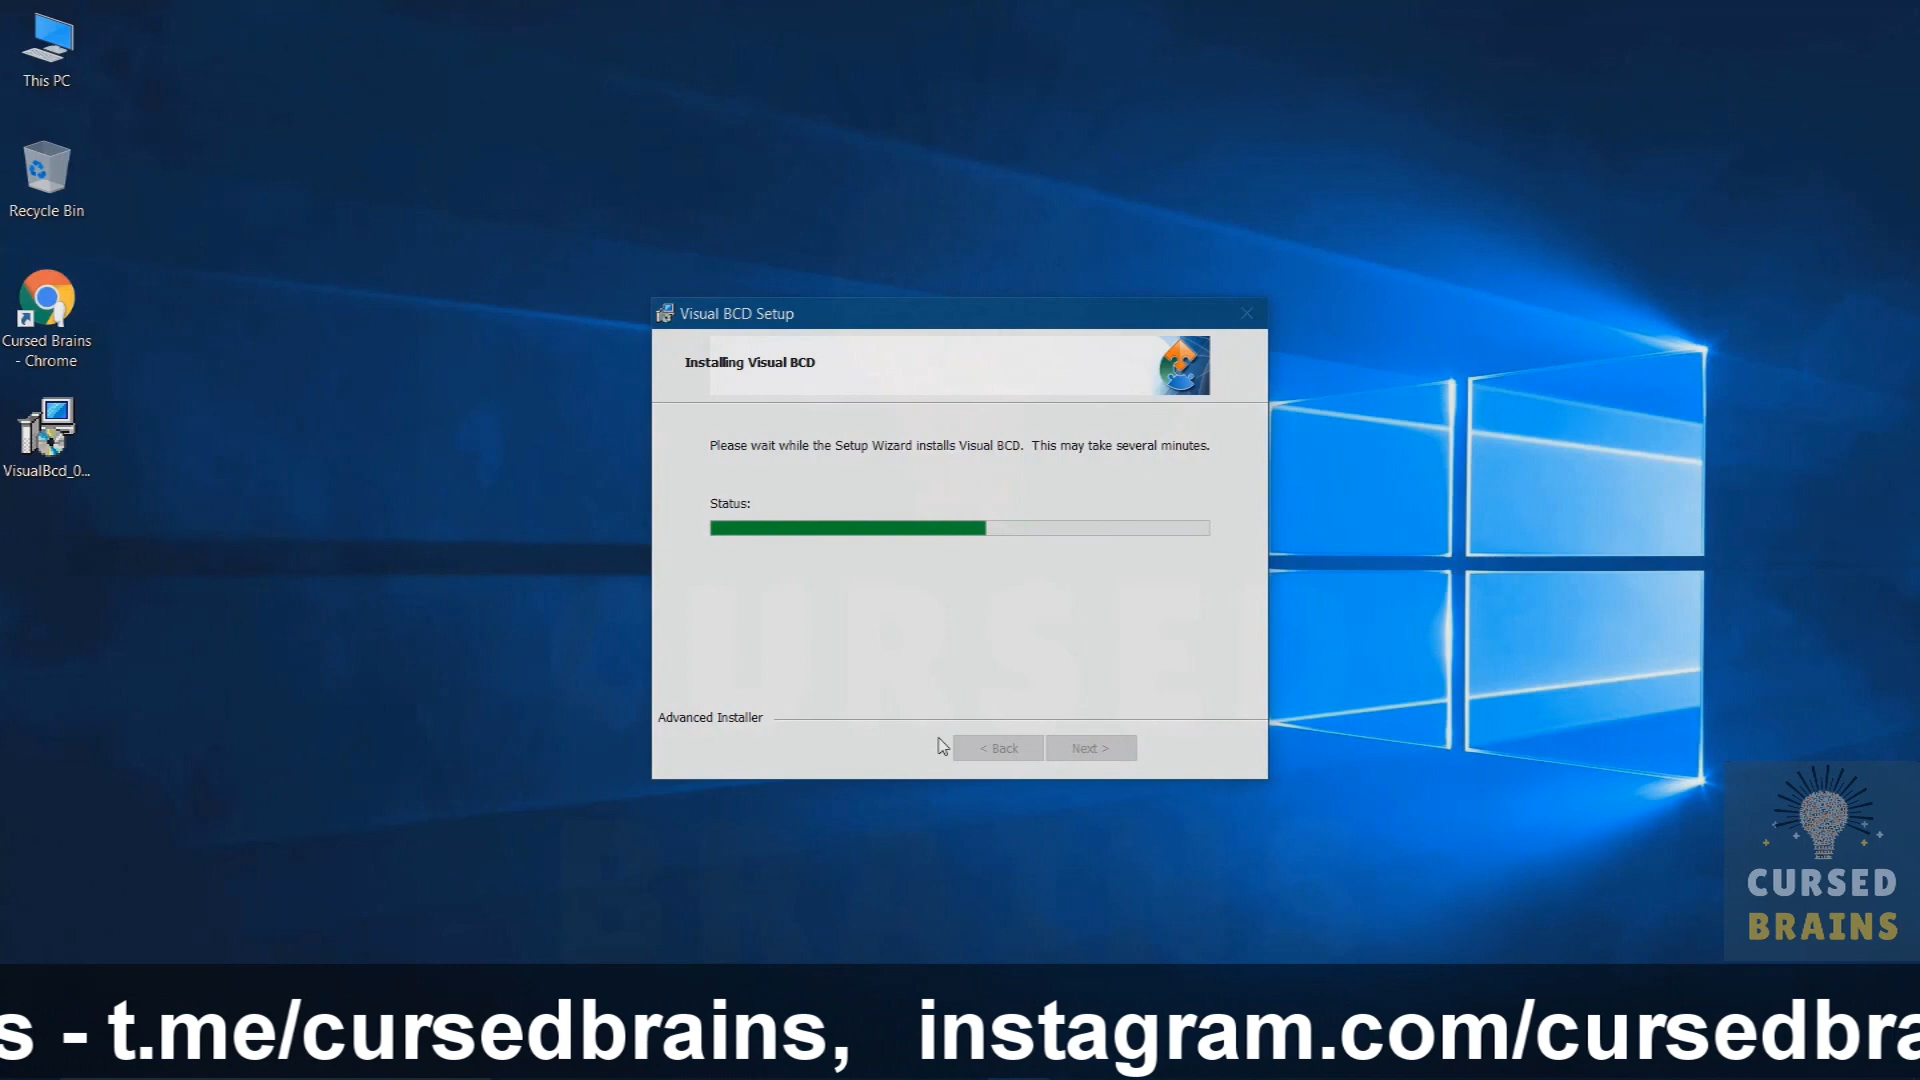 This PC
Recycle Bin
Cursed Brains
- Chrome
VisualBcd_0...
Visual BCD Setup
Installing Visual BCD
Please wait while the Setup Wizard installs Visual BCD. This may take several minutes.
Status:
CURSE
Advanced Installer
< Back
Next >
CURSED
BRAINS
s - t.me/cursedbrains, instagram.com/cursedbra